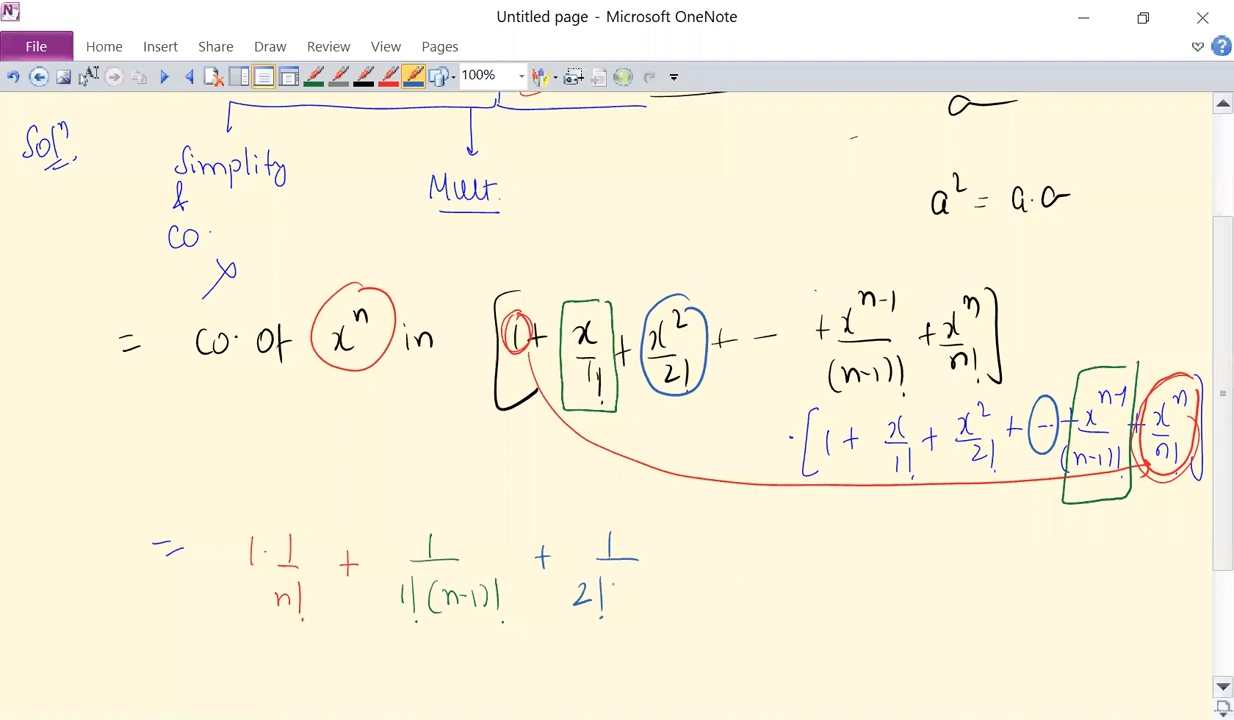 Untitled page - Microsoft OneNote
File Home Insert Share Draw Review View Pages
100%
Solⁿ.
Simplity
&
CO.
Mult.
a
a² = a.a
= CO. Of xⁿ in [1 + x/1! + x²/2! + - - + xⁿ⁻¹/(n-1)! + xⁿ/n!]
. [1 + x/1! + x²/2! + -- + xⁿ⁻¹/(n-1)! + xⁿ/n!]
= 1 . 1/n! + 1/1!(n-1)! + 1/2!